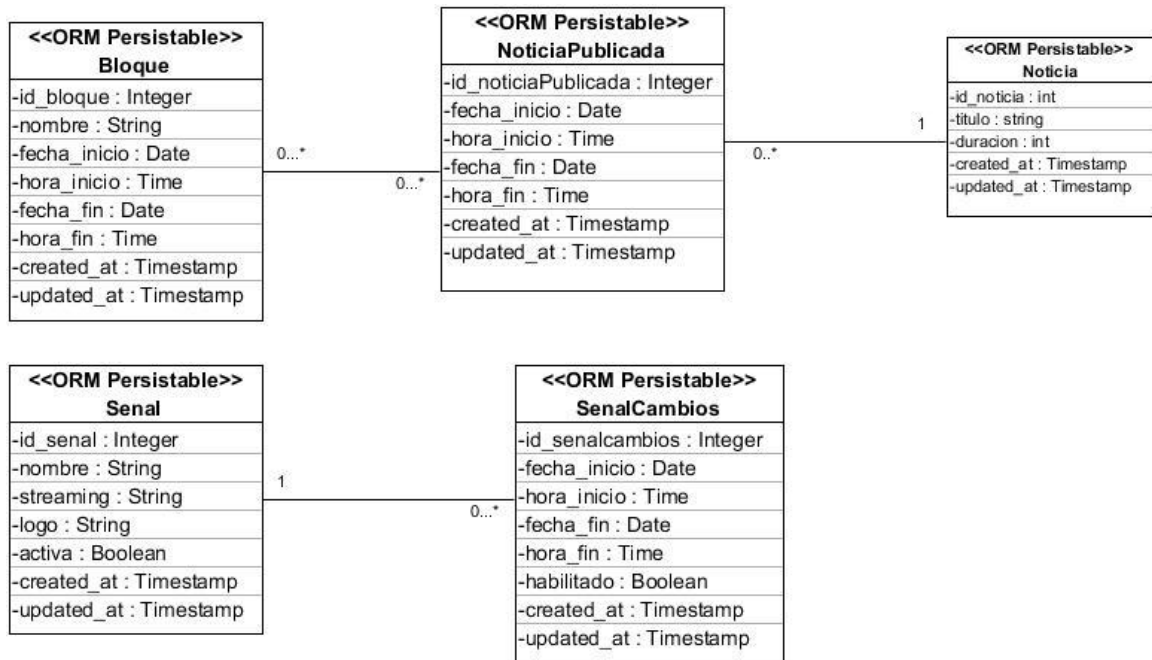 <<ORM Persistable>>
Bloque
-id_bloque : Integer
-nombre : String
-fecha_inicio : Date
-hora_inicio : Time
-fecha_fin : Date
-hora_fin : Time
-created_at : Timestamp
-updated_at : Timestamp
0...*
0...*
<<ORM Persistable>>
NoticiaPublicada
-id_noticiaPublicada : Integer
-fecha_inicio : Date
-hora_inicio : Time
-fecha_fin : Date
-hora_fin : Time
-created_at : Timestamp
-updated_at : Timestamp
0..*
1
<<ORM Persistable>>
Noticia
-id_noticia : int
-titulo : string
-duracion : int
-created_at : Timestamp
-updated_at : Timestamp
<<ORM Persistable>>
Senal
-id_senal : Integer
-nombre : String
-streaming : String
-logo : String
-activa : Boolean
-created_at : Timestamp
-updated_at : Timestamp
1
0...*
<<ORM Persistable>>
SenalCambios
-id_senalcambios : Integer
-fecha_inicio : Date
-hora_inicio : Time
-fecha_fin : Date
-hora_fin : Time
-habilitado : Boolean
-created_at : Timestamp
-updated_at : Timestamp